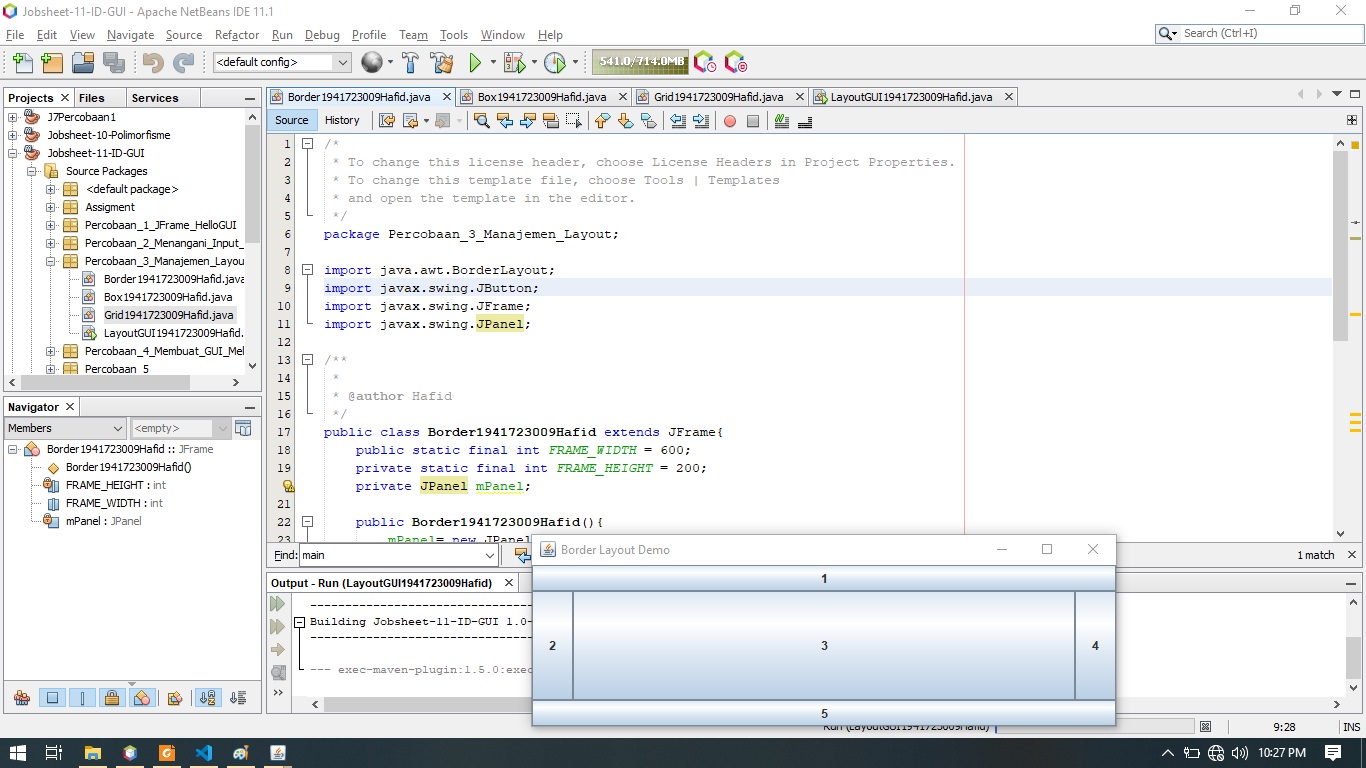 Jobsheet-11-ID-GUI - Apache NetBeans IDE 11.1
File Edit View Navigate Source Refactor Run Debug Profile Team Tools Window Help
Search (Ctrl+I)
<default config>
541.0/714.0MB
Projects Files Services
J7Percobaan1
Jobsheet-10-Polimorfisme
Jobsheet-11-ID-GUI
Source Packages
<default package>
Assigment
Percobaan_1_JFrame_HelloGUI
Percobaan_2_Menangani_Input_
Percobaan_3_Manajemen_Layou
Border1941723009Hafid.java
Box1941723009Hafid.java
Grid1941723009Hafid.java
LayoutGUI1941723009Hafid.
Percobaan_4_Membuat_GUI_Mel
Percobaan 5
Navigator
Members
<empty>
Border1941723009Hafid :: JFrame
Border1941723009Hafid()
FRAME_HEIGHT : int
FRAME_WIDTH : int
mPanel : JPanel
Border1941723009Hafid.java Box1941723009Hafid.java Grid1941723009Hafid.java LayoutGUI1941723009Hafid.java
Source History
1 /*
2 * To change this license header, choose License Headers in Project Properties.
3 * To change this template file, choose Tools | Templates
4 * and open the template in the editor.
5 */
6 package Percobaan_3_Manajemen_Layout;
7
8 import java.awt.BorderLayout;
9 import javax.swing.JButton;
10 import javax.swing.JFrame;
11 import javax.swing.JPanel;
12
13 /**
14 *
15 * @author Hafid
16 */
17 public class Border1941723009Hafid extends JFrame{
18 public static final int FRAME_WIDTH = 600;
19 private static final int FRAME_HEIGHT = 200;
private JPanel mPanel;
21
22 public Border1941723009Hafid(){
23 mPanel= new JPanel
Find: main
1 match
Output - Run (LayoutGUI1941723009Hafid)
Building Jobsheet-11-ID-GUI 1.0-
--- exec-maven-plugin:1.5.0:exec
Border Layout Demo
1
2 3 4
5
Run (LayoutGUI1941723009Hafid)
9:28 INS
10:27 PM